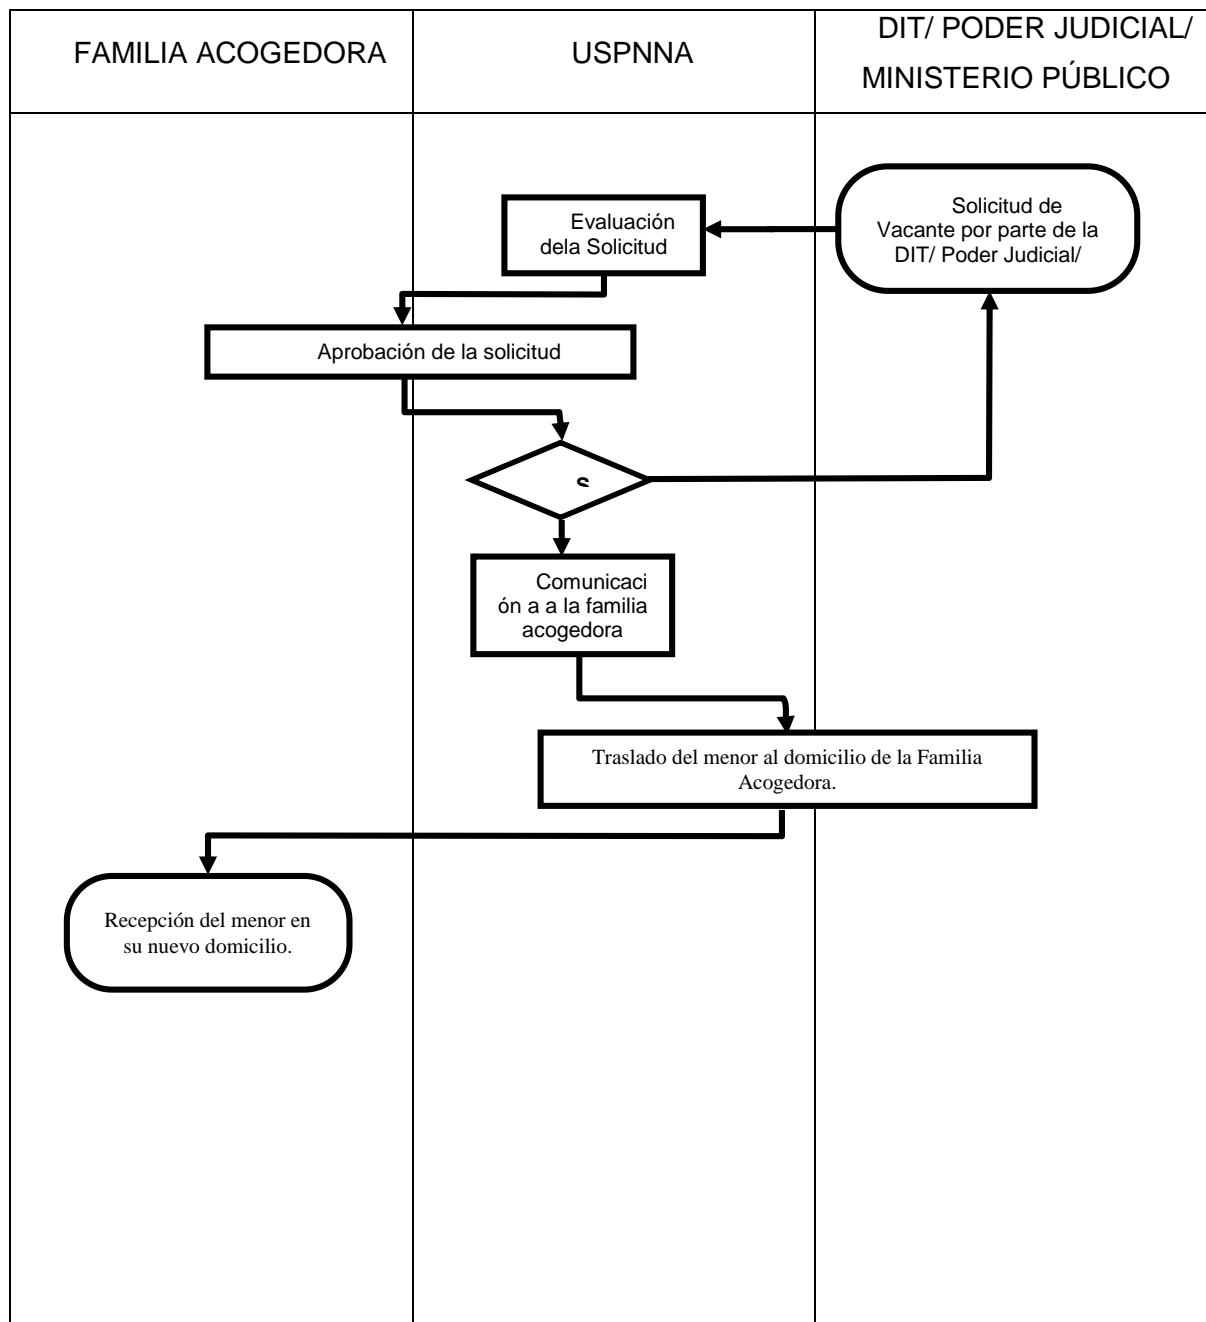 FAMILIA ACOGEDORA
USPNNA
DIT/ PODER JUDICIAL/
MINISTERIO PÚBLICO
Solicitud de
Vacante por parte de la
DIT/ Poder Judicial/
Evaluación
dela Solicitud
Aprobación de la solicitud
Comunicaci
ón a a la familia
acogedora
Traslado del menor al domicilio de la Familia
Acogedora.
Recepción del menor en
su nuevo domicilio.